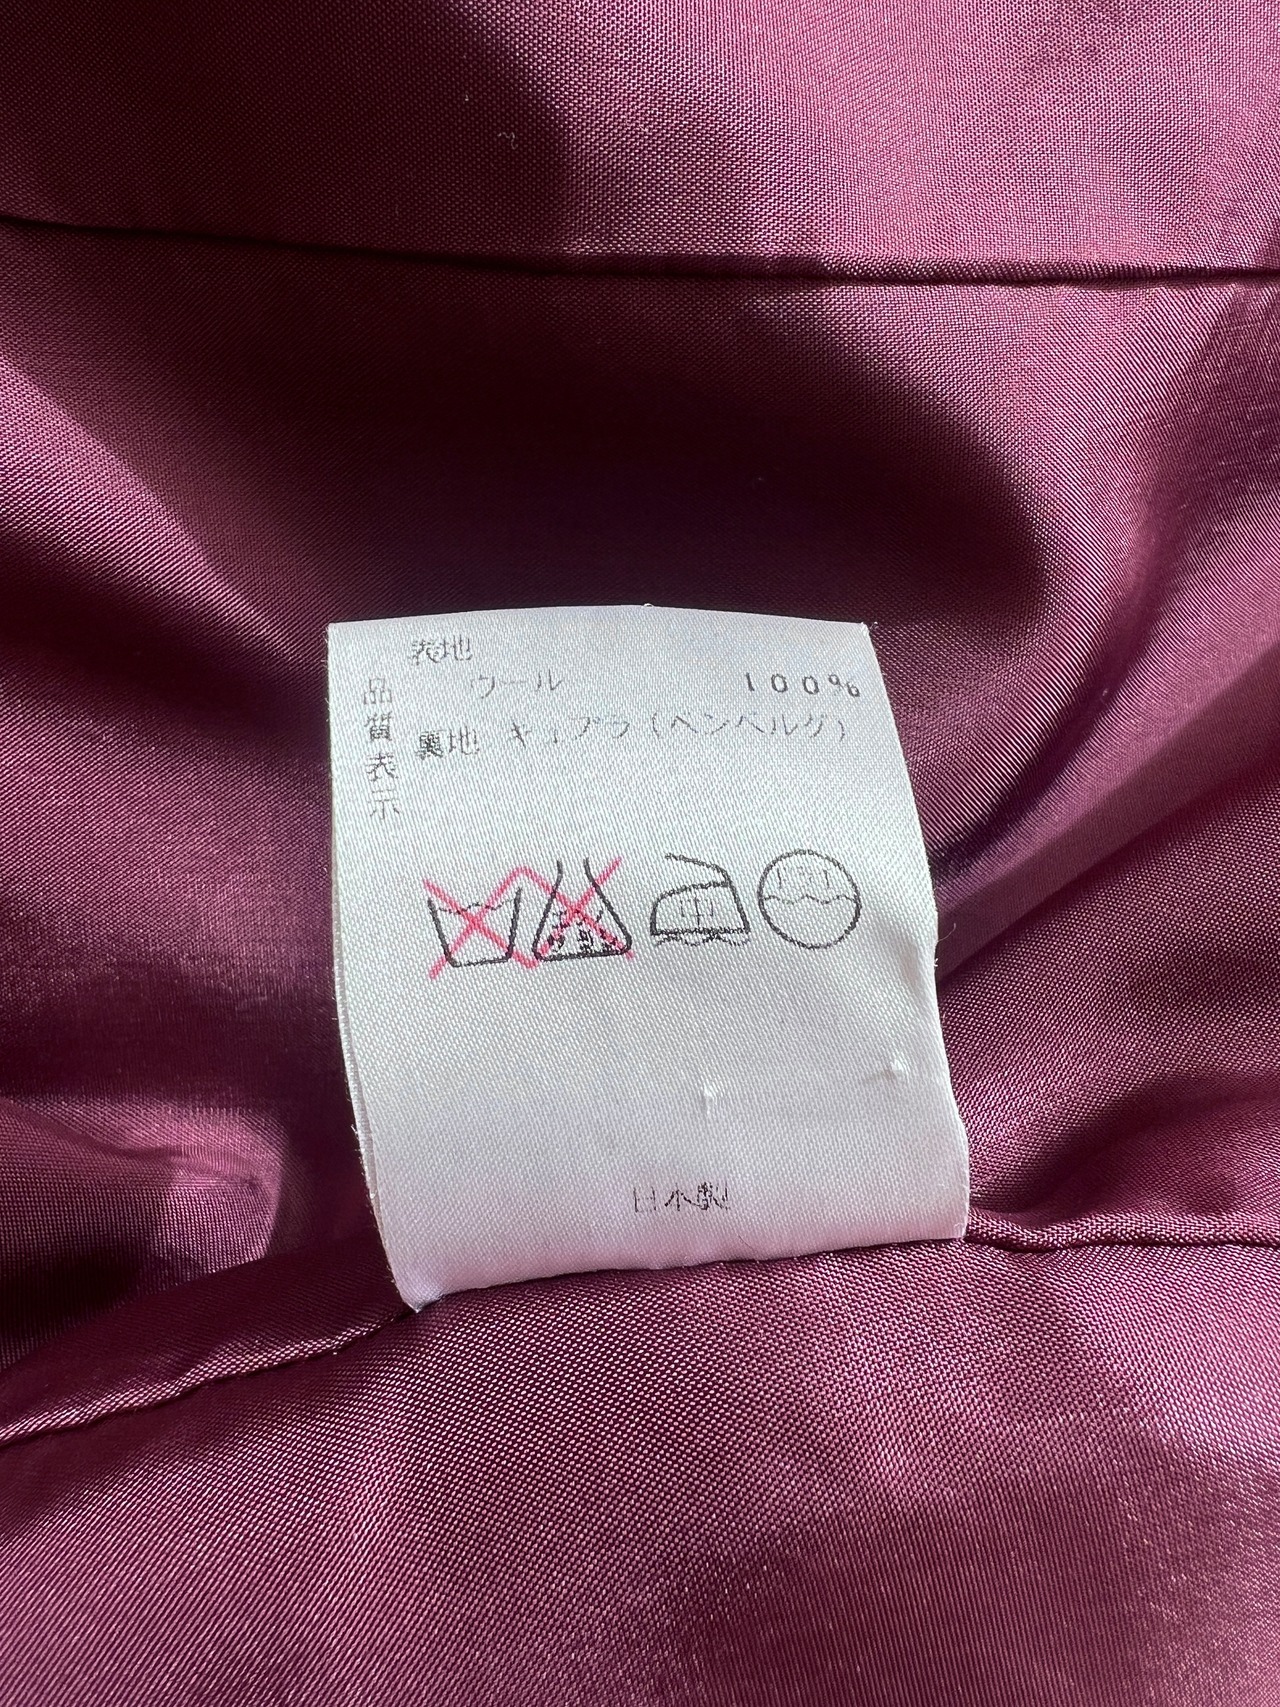 品質表示
表地
ウール 100%
裏地 キュプラ(ベンベルグ)
中
日本製